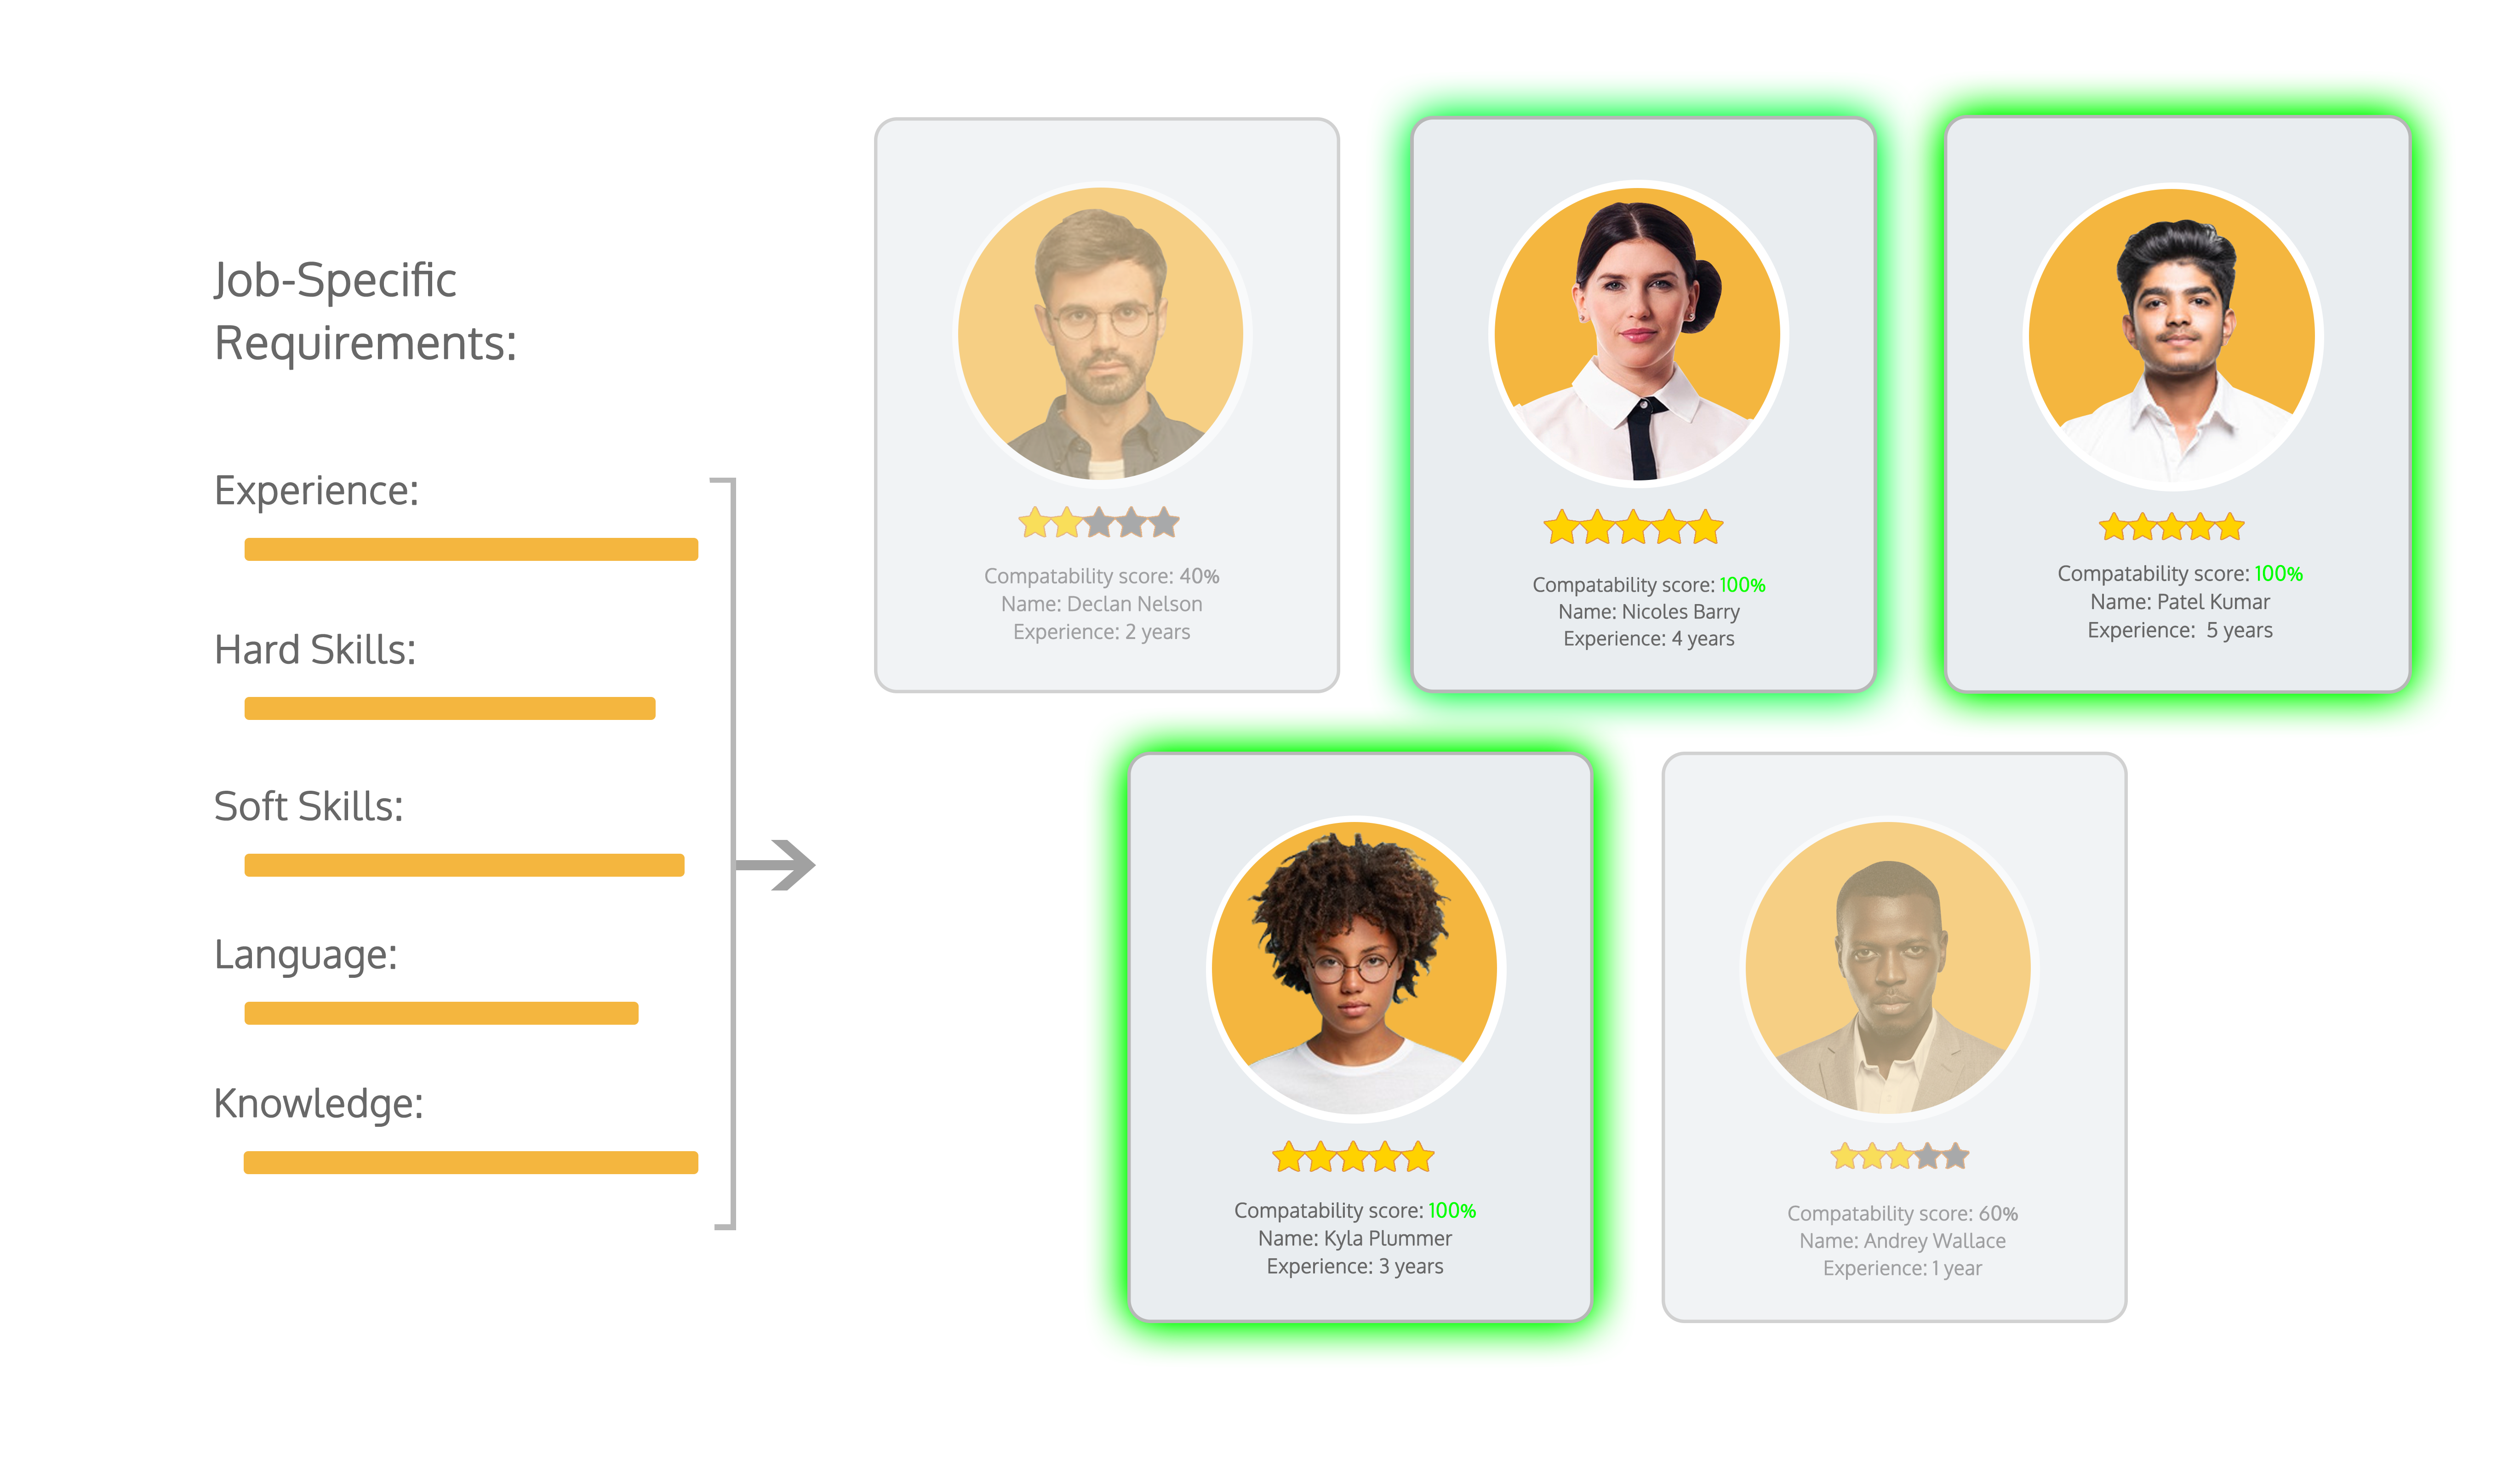 Job-Specific
Requirements:
Experience:
Hard Skills:
Soft Skills:
Language:
Knowledge:
Compatability score: 40%
Name: Declan Nelson
Experience: 2 years
Compatability score: 100%
Name: Nicoles Barry
Experience: 4 years
Compatability score: 100%
Name: Patel Kumar
Experience:  5 years
Compatability score: 100%
Name: Kyla Plummer
Experience: 3 years
Compatability score: 60%
Name: Andrey Wallace
Experience: 1 year